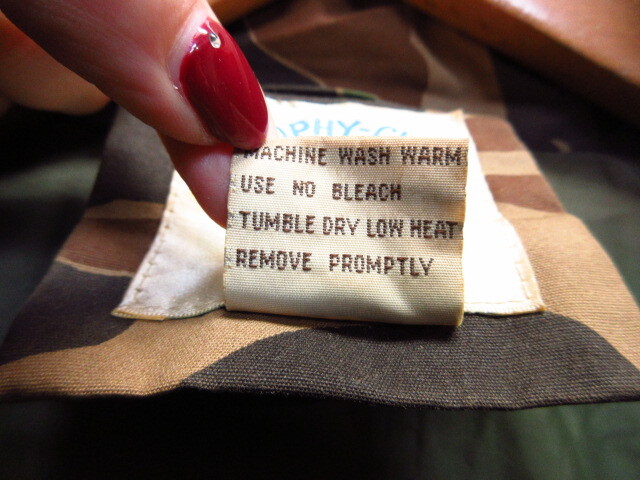 MACHINE WASH WARM
USE NO BLEACH
TUMBLE DRY LOW HEAT
REMOVE PROMPTLY